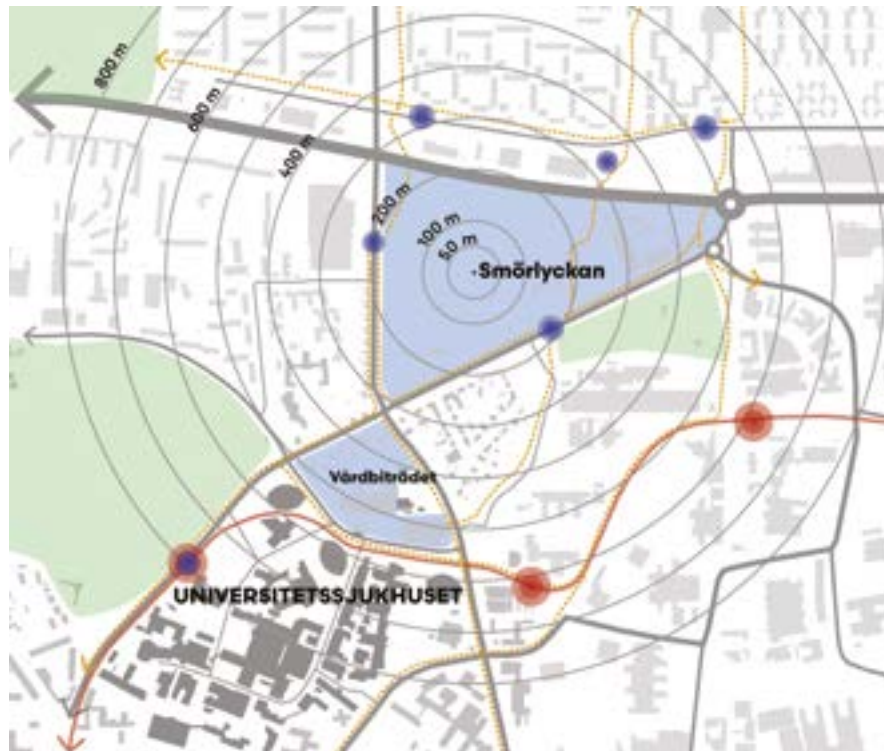 800 m
600 m
400 m
200 m
100 m
50 m
Smörlyckan
Vårdbiträdet
UNIVERSITETSSJUKHUSET